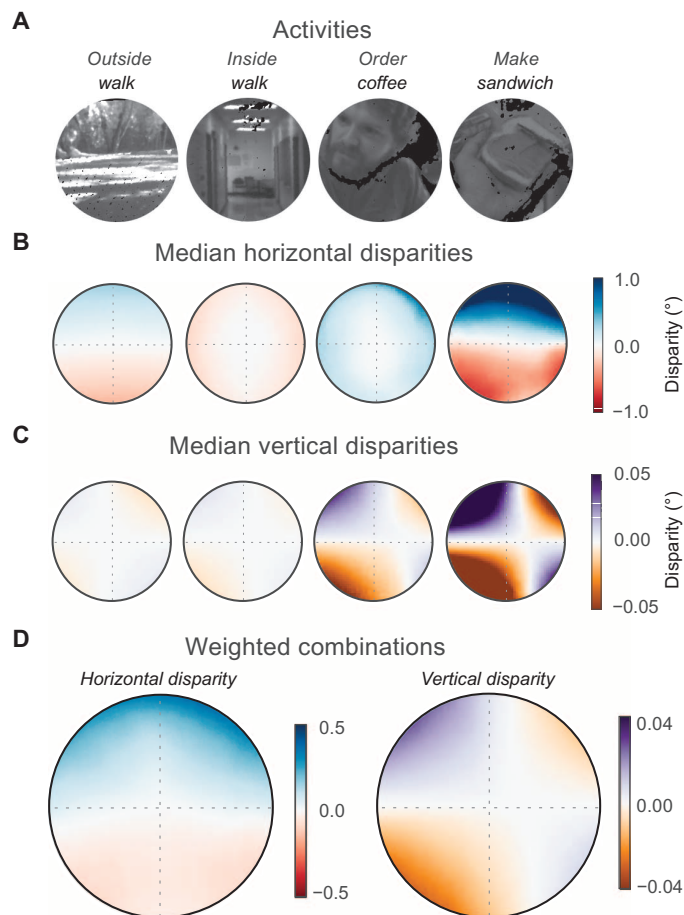 A
Activities
Outside
walk
Inside
walk
Order
coffee
Make
sandwich
B
Median horizontal disparities
1.0
0.0
−1.0
Disparity (°)
C
Median vertical disparities
0.05
0.00
−0.05
Disparity (°)
D
Weighted combinations
Horizontal disparity
Vertical disparity
0.5
0.0
−0.5
0.04
0.00
−0.04